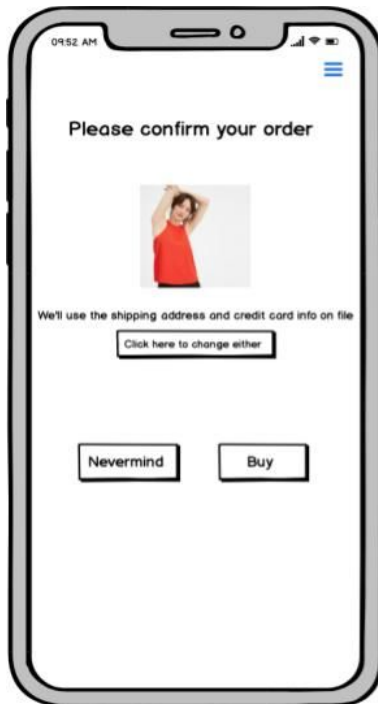 09:52 AM
Please confirm your order
We'll use the shipping address and credit card info on file
Click here to change either
Nevermind Buy